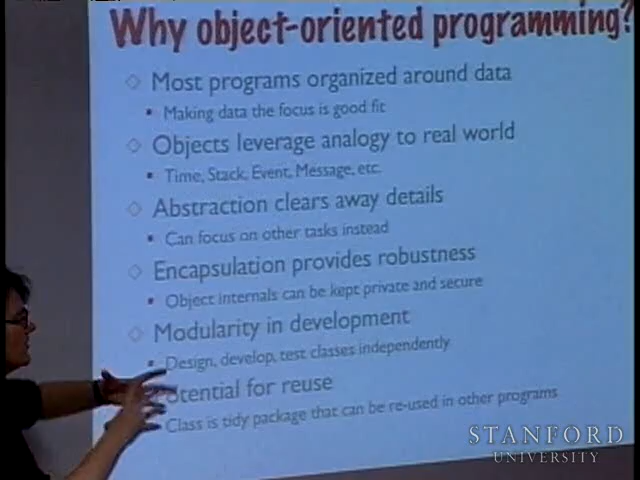 Why object-oriented programming?
Most programs organized around data
Making data the focus is good fit
Objects leverage analogy to real world
Time, Stack, Event, Message, etc.
Abstraction clears away details
Can focus on other tasks instead
Encapsulation provides robustness
Object internals can be kept private and secure
Modularity in development
Design, develop, test classes independently
otential for reuse
Class is tidy package that can be re-used in other programs
STANFORD
UNIVERSITY